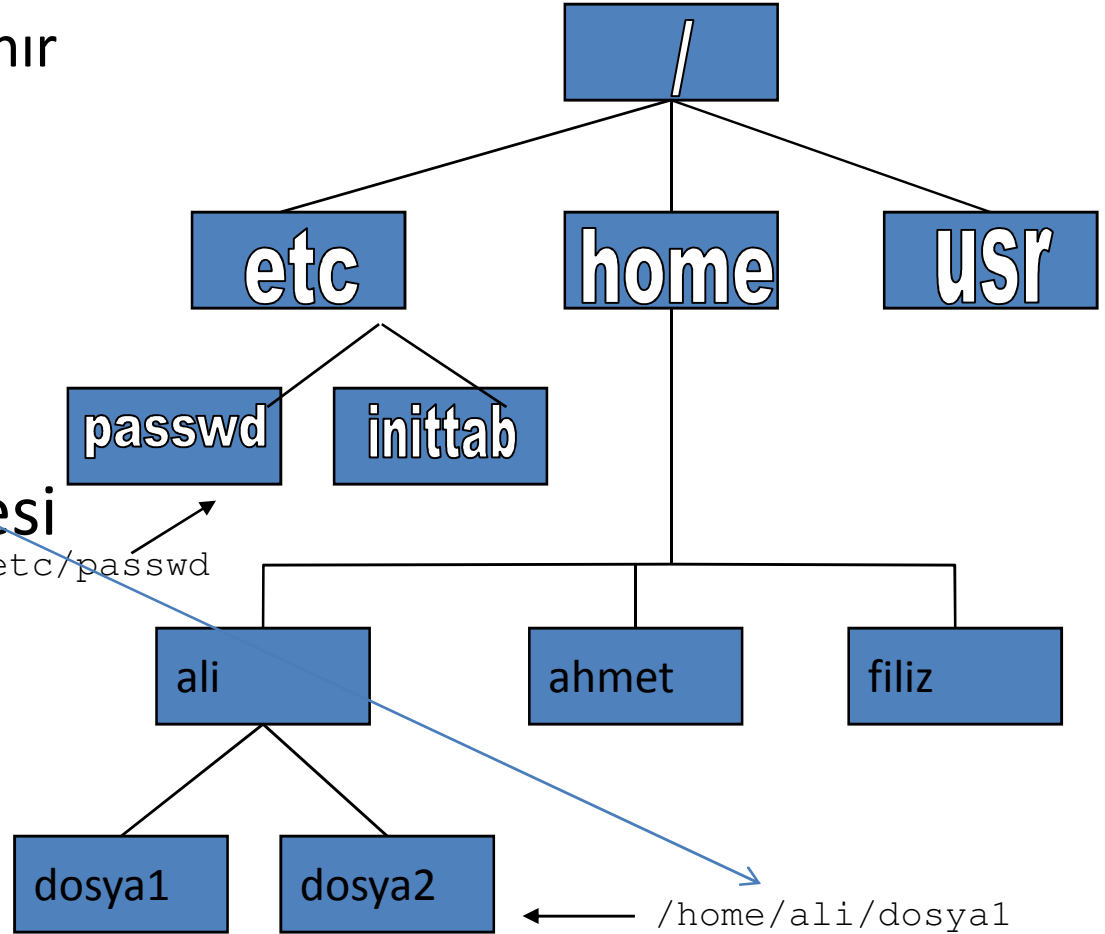 nır
/
etc home usr
passwd inittab
esi
etc/passwd
ali ahmet filiz
dosya1 dosya2
/home/ali/dosya1